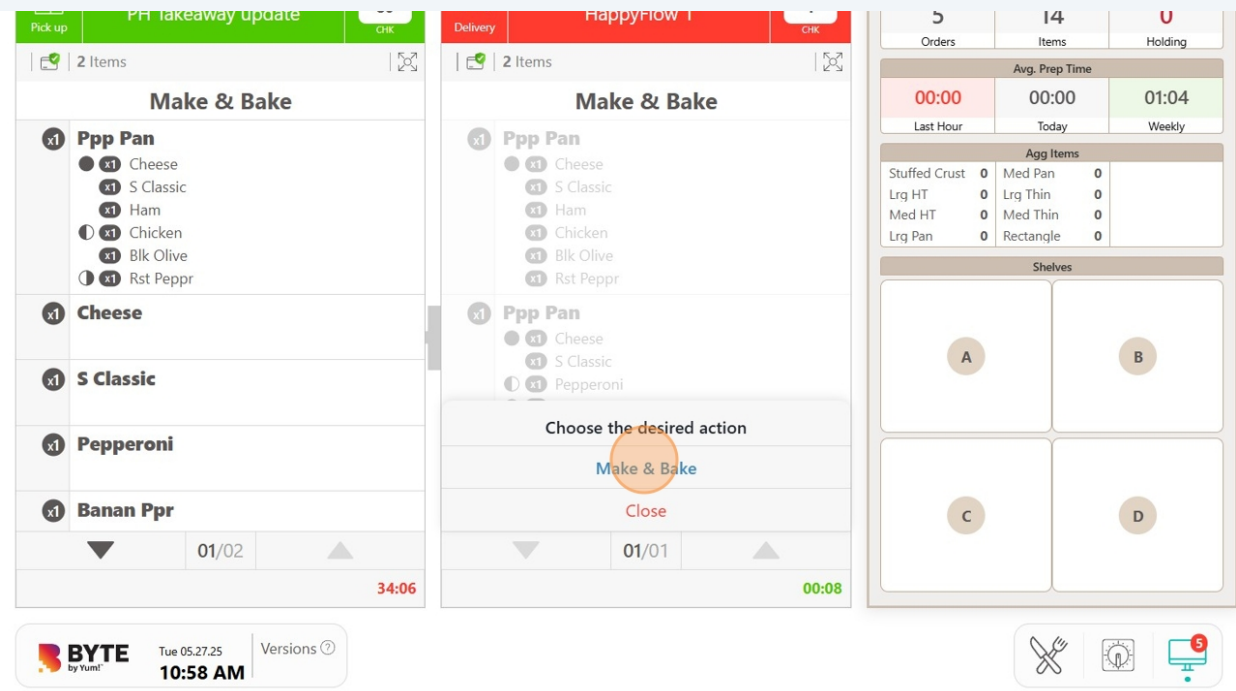 Pick up
PH Takeaway update
CHK
2 Items
Make & Bake
x1 Ppp Pan
x1 Cheese
x1 S Classic
x1 Ham
x1 Chicken
x1 Blk Olive
x1 Rst Peppr
x1 Cheese
x1 S Classic
x1 Pepperoni
x1 Banan Ppr
01/02
34:06
Delivery
HappyFlow 1
CHK
2 Items
Make & Bake
x1 Ppp Pan
x1 Cheese
x1 S Classic
x1 Ham
x1 Chicken
x1 Blk Olive
x1 Rst Peppr
x1 Ppp Pan
x1 Cheese
x1 S Classic
x1 Pepperoni
Choose the desired action
Make & Bake
Close
01/01
00:08
5 14 0
Orders Items Holding
Avg. Prep Time
00:00 00:00 01:04
Last Hour Today Weekly
Agg Items
Stuffed Crust 0 Med Pan 0
Lrg HT 0 Lrg Thin 0
Med HT 0 Med Thin 0
Lrg Pan 0 Rectangle 0
Shelves
A B
C D
BYTE
by Yum!
Tue 05.27.25
10:58 AM
Versions ?
5